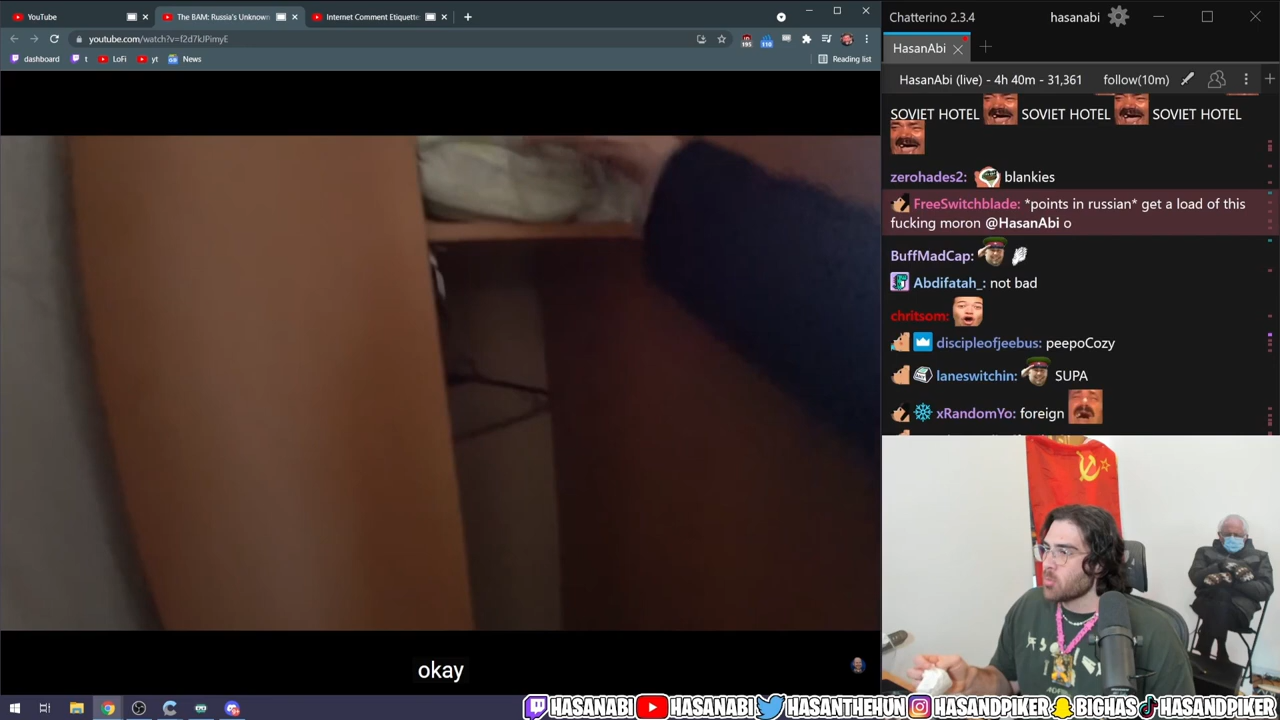 YouTube
The BAM: Russia's Unknown
Internet Comment Etiquette
youtube.com/watch?v=f2d7kJPimyE
195
110
dashboard
t
LoFi
yt
News
Reading list
okay
Chatterino 2.3.4
hasanabi
HasanAbi
HasanAbi (live) - 4h 40m - 31,361
follow(10m)
SOVIET HOTEL SOVIET HOTEL SOVIET HOTEL
zerohades2: blankies
FreeSwitchblade: *points in russian* get a load of this
fucking moron @HasanAbi o
BuffMadCap:
Abdifatah_: not bad
chritsom:
discipleofjeebus: peepoCozy
laneswitchin: SUPA
xRandomYo: foreign
HASANABI HASANABI HASANTHEHUN HASANDPIKER BIGHAS HASANDPIKER